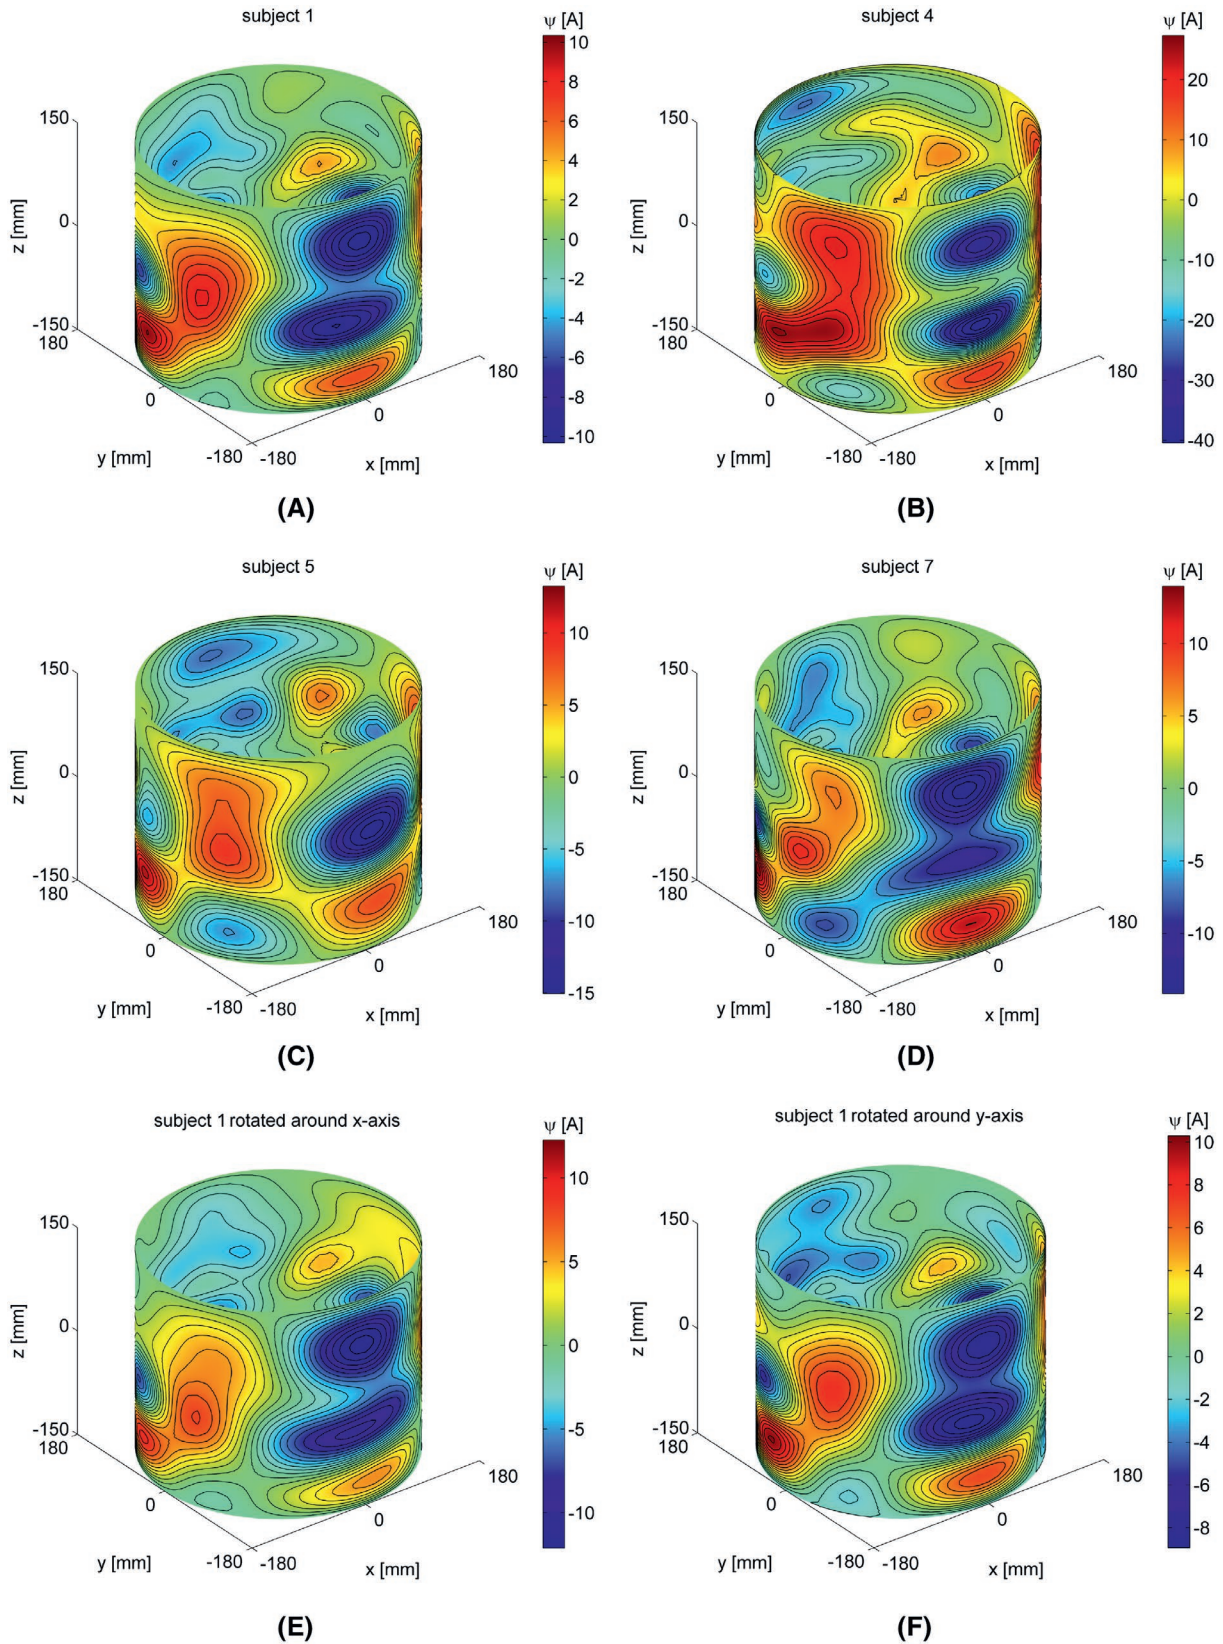 subject 1
ψ [A]
10
8
6
4
2
0
-2
-4
-6
-8
-10
150
0
-150
z [mm]
180
0
-180
y [mm]
-180
0
180
x [mm]
(A)
subject 4
ψ [A]
20
10
0
-10
-20
-30
-40
150
0
-150
z [mm]
180
0
-180
y [mm]
-180
0
180
x [mm]
(B)
subject 5
ψ [A]
10
5
0
-5
-10
-15
150
0
-150
z [mm]
180
0
-180
y [mm]
-180
0
180
x [mm]
(C)
subject 7
ψ [A]
10
5
0
-5
-10
150
0
-150
z [mm]
180
0
-180
y [mm]
-180
0
180
x [mm]
(D)
subject 1 rotated around x-axis
ψ [A]
10
5
0
-5
-10
150
0
-150
z [mm]
180
0
-180
y [mm]
-180
0
180
x [mm]
(E)
subject 1 rotated around y-axis
ψ [A]
10
8
6
4
2
0
-2
-4
-6
-8
150
0
-150
z [mm]
180
0
-180
y [mm]
-180
0
180
x [mm]
(F)